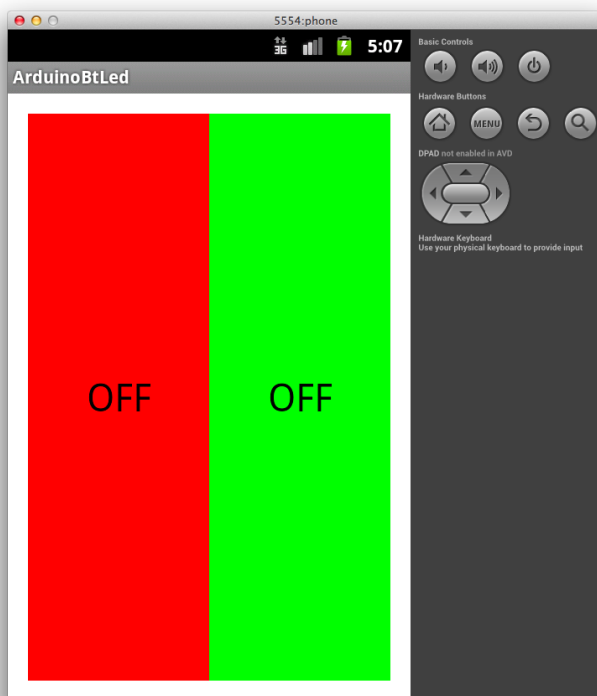 5554:phone
3G
5:07
ArduinoBtLed
OFF
OFF
Basic Controls
Hardware Buttons
MENU
DPAD not enabled in AVD
Hardware Keyboard
Use your physical keyboard to provide input